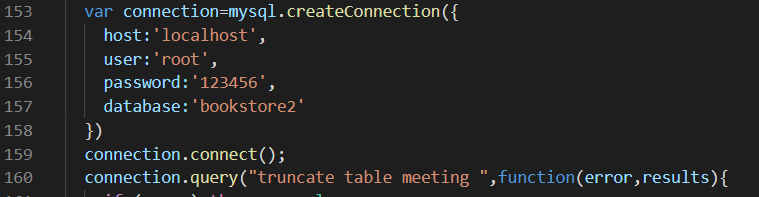 153 var connection=mysql.createConnection({
154 host:'localhost',
155 user:'root',
156 password:'123456',
157 database:'bookstore2'
158 })
159 connection.connect();
160 connection.query("truncate table meeting ",function(error,results){